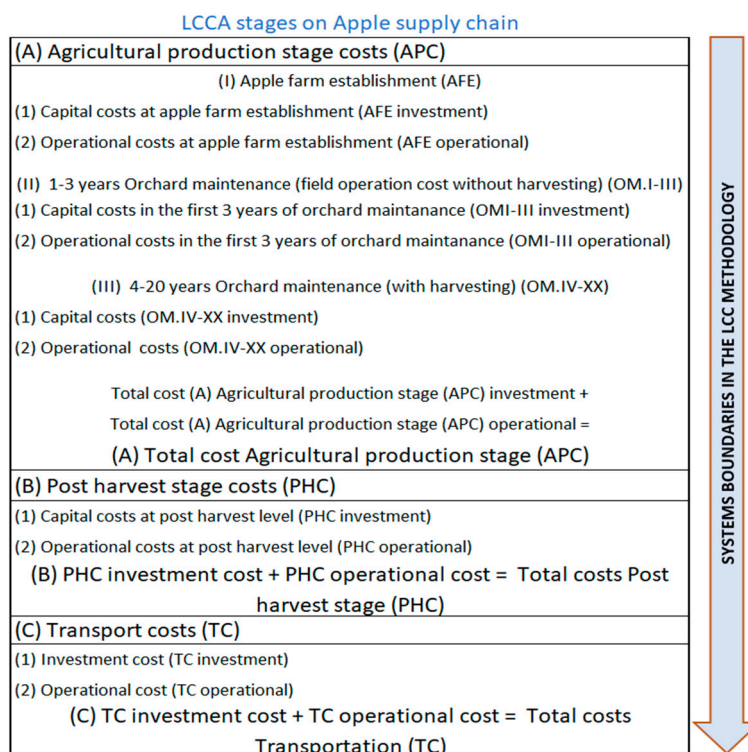 LCCA stages on Apple supply chain
(A) Agricultural production stage costs (APC)
(I) Apple farm establishment (AFE)
(1) Capital costs at apple farm establishment (AFE investment)
(2) Operational costs at apple farm establishment (AFE operational)
(II) 1-3 years Orchard maintenance (field operation cost without harvesting) (OM.I-III)
(1) Capital costs in the first 3 years of orchard maintanance (OMI-III investment)
(2) Operational costs in the first 3 years of orchard maintanance (OMI-III operational)
(III) 4-20 years Orchard maintenance (with harvesting) (OM.IV-XX)
(1) Capital costs (OM.IV-XX investment)
(2) Operational costs (OM.IV-XX operational)
Total cost (A) Agricultural production stage (APC) investment +
Total cost (A) Agricultural production stage (APC) operational =
(A) Total cost Agricultural production stage (APC)
(B) Post harvest stage costs (PHC)
(1) Capital costs at post harvest level (PHC investment)
(2) Operational costs at post harvest level (PHC operational)
(B) PHC investment cost + PHC operational cost = Total costs Post
harvest stage (PHC)
(C) Transport costs (TC)
(1) Investment cost (TC investment)
(2) Operational cost (TC operational)
(C) TC investment cost + TC operational cost = Total costs
Transportation (TC)
SYSTEMS BOUNDARIES IN THE LCC METHODOLOGY